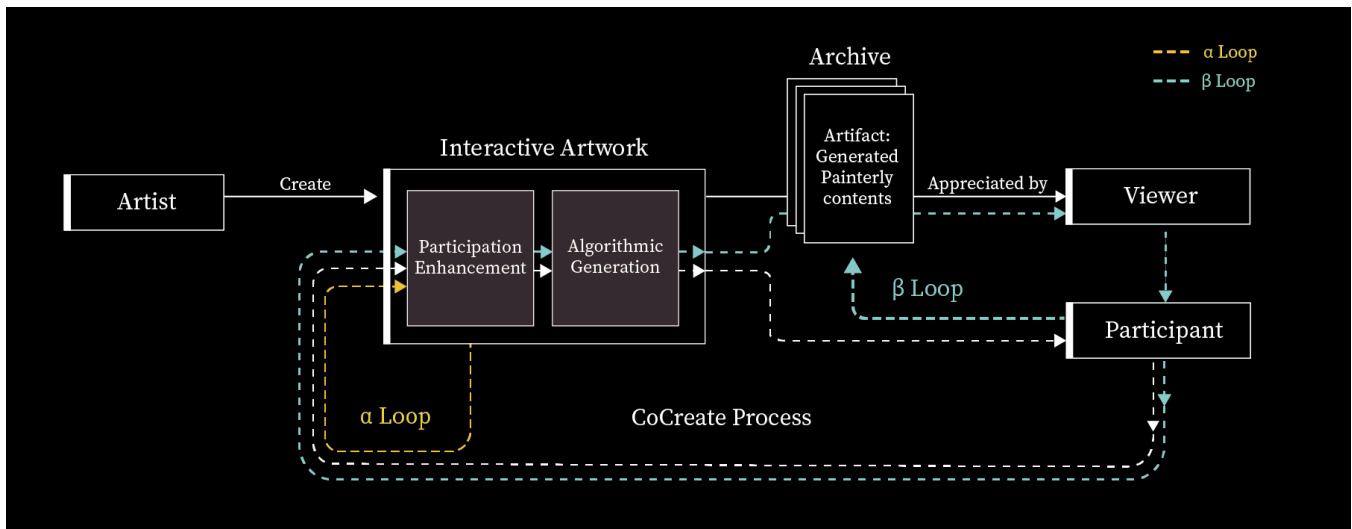 Archive
α Loop
β Loop
Artifact:
Generated
Painterly
contents
Interactive Artwork
Artist
Create
Appreciated by
Viewer
Participation
Enhancement
Algorithmic
Generation
β Loop
Participant
α Loop
CoCreate Process